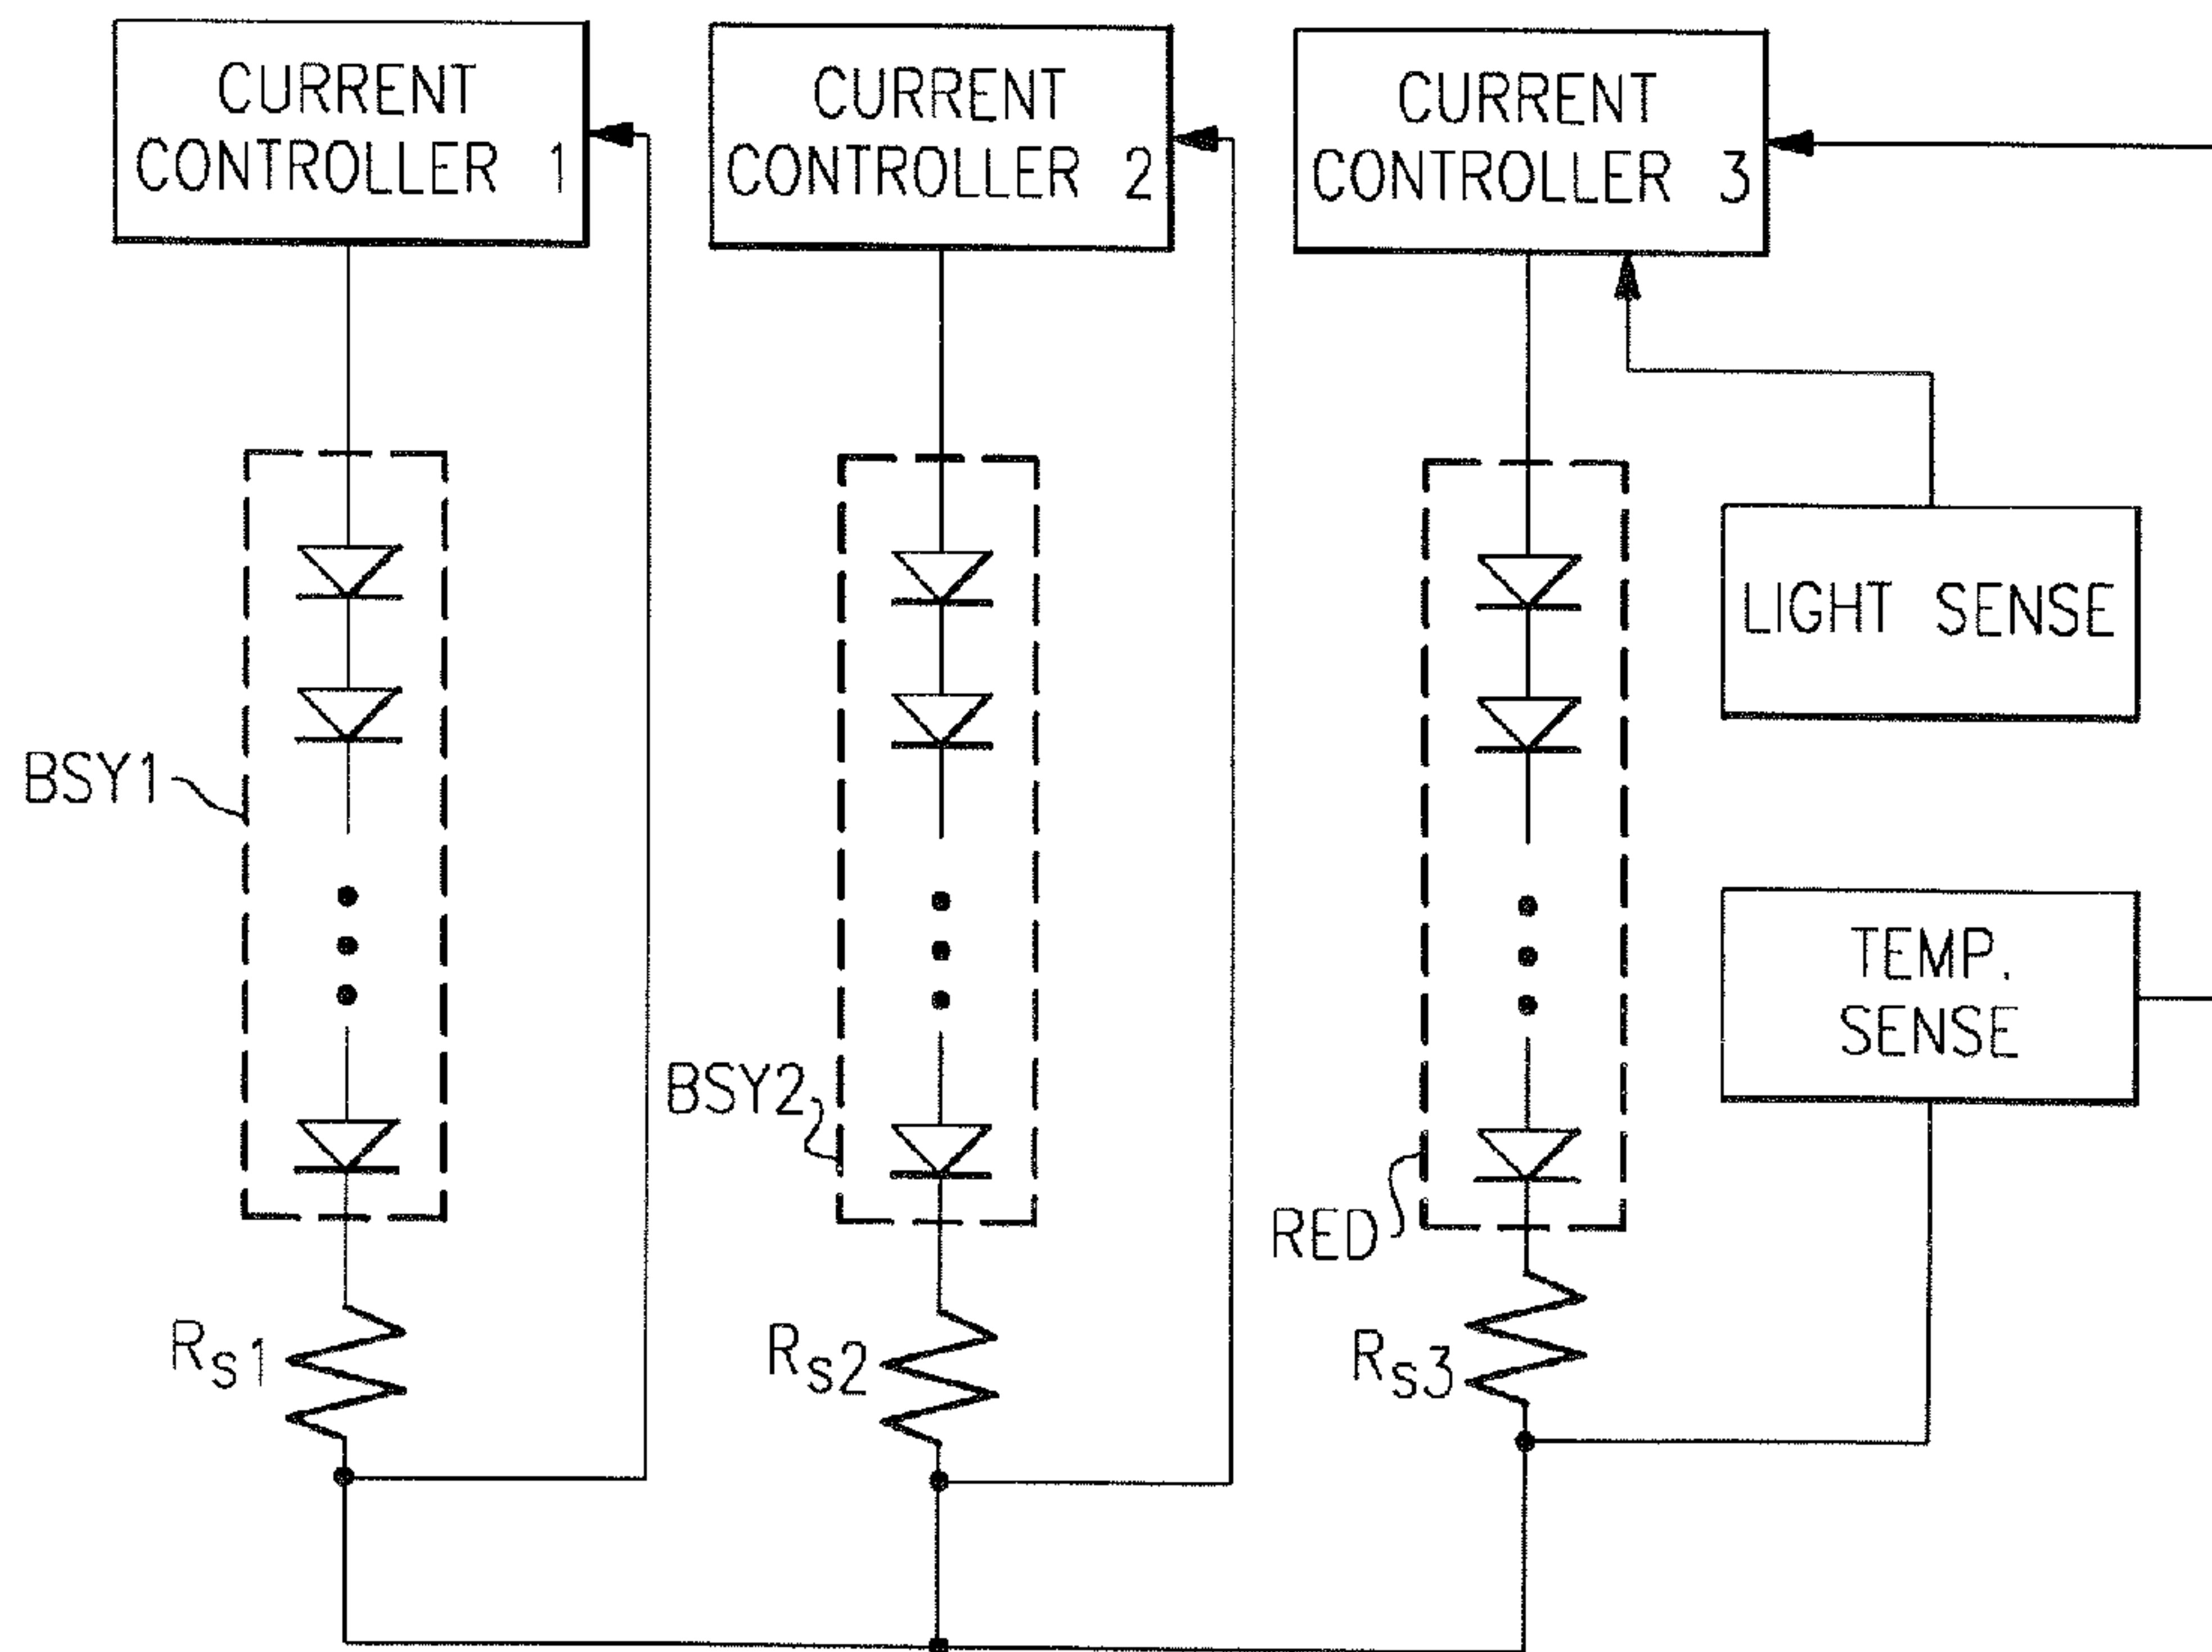 CURRENT
CONTROLLER 1
CURRENT
CONTROLLER 2
CURRENT
CONTROLLER 3
LIGHT SENSE
BSY1
TEMP.
SENSE
BSY2
RED
Rs1
Rs2
Rs3